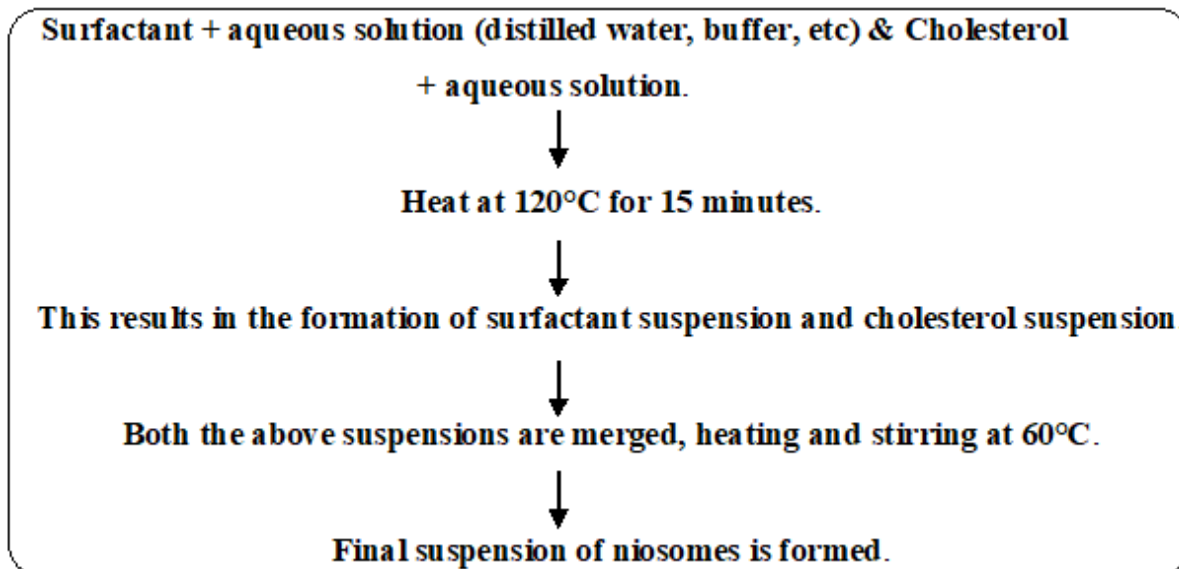 Surfactant + aqueous solution (distilled water, buffer, etc) & Cholesterol
+ aqueous solution.
Heat at 120°C for 15 minutes.
This results in the formation of surfactant suspension and cholesterol suspension.
Both the above suspensions are merged, heating and stirring at 60°C.
Final suspension of niosomes is formed.